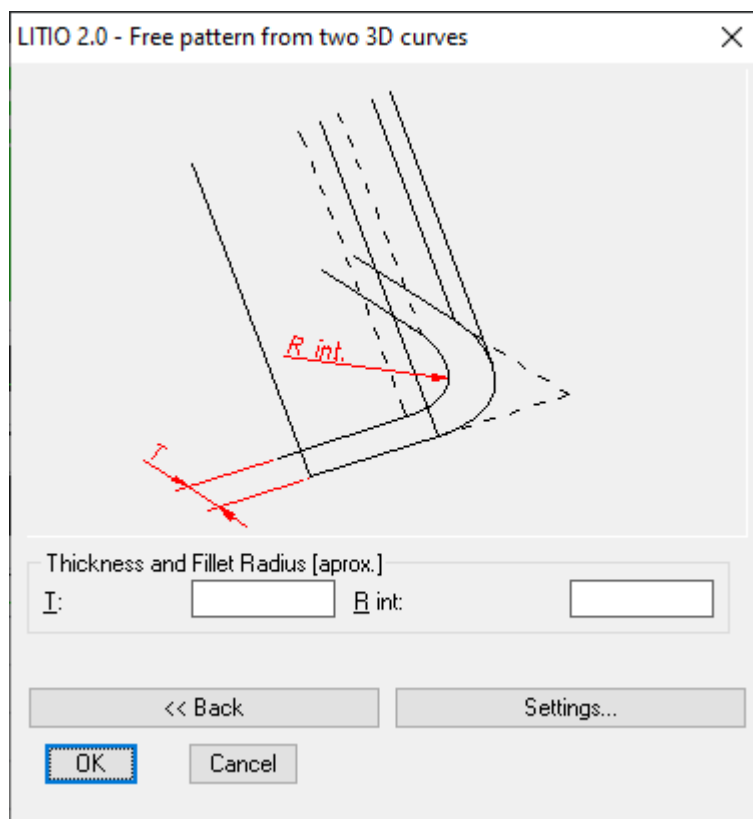 LITIO 2.0 - Free pattern from two 3D curves
R int.
T
Thickness and Fillet Radius [aprox.]
T: R int:
<< Back Settings...
OK Cancel